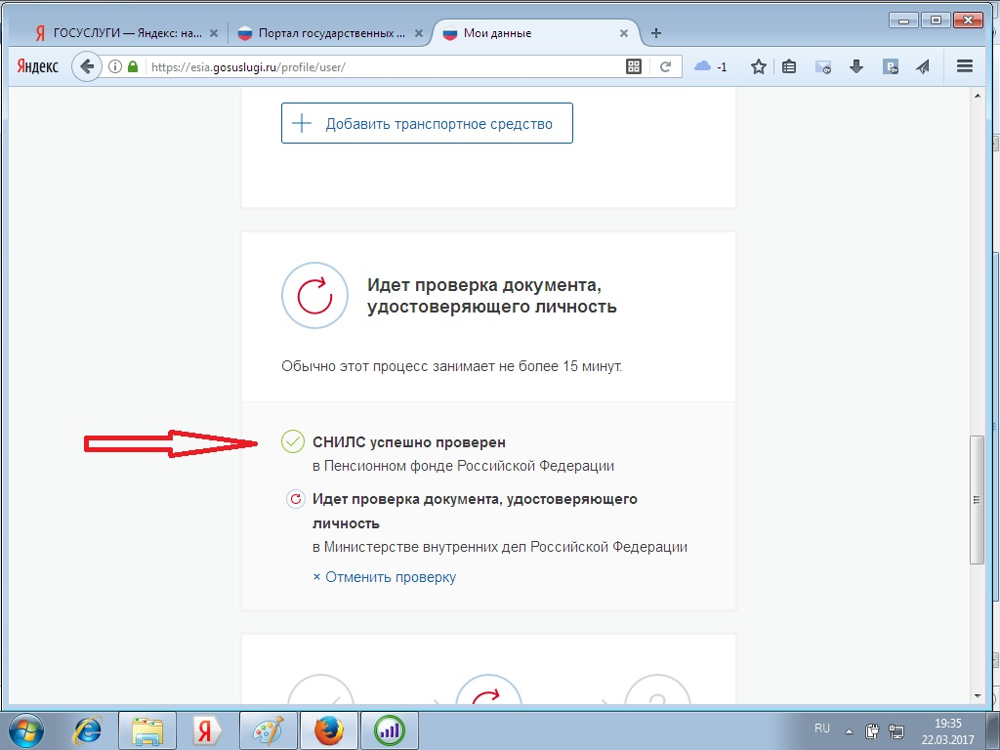 ГОСУСЛУГИ — Яндекс: на...
Портал государственных ...
Мои данные
Яндекс
https://esia.gosuslugi.ru/profile/user/
-1
Добавить транспортное средство
Идет проверка документа,
удостоверяющего личность
Обычно этот процесс занимает не более 15 минут.
СНИЛС успешно проверен
в Пенсионном фонде Российской Федерации
Идет проверка документа, удостоверяющего
личность
в Министерстве внутренних дел Российской Федерации
× Отменить проверку
RU
19:35
22.03.2017